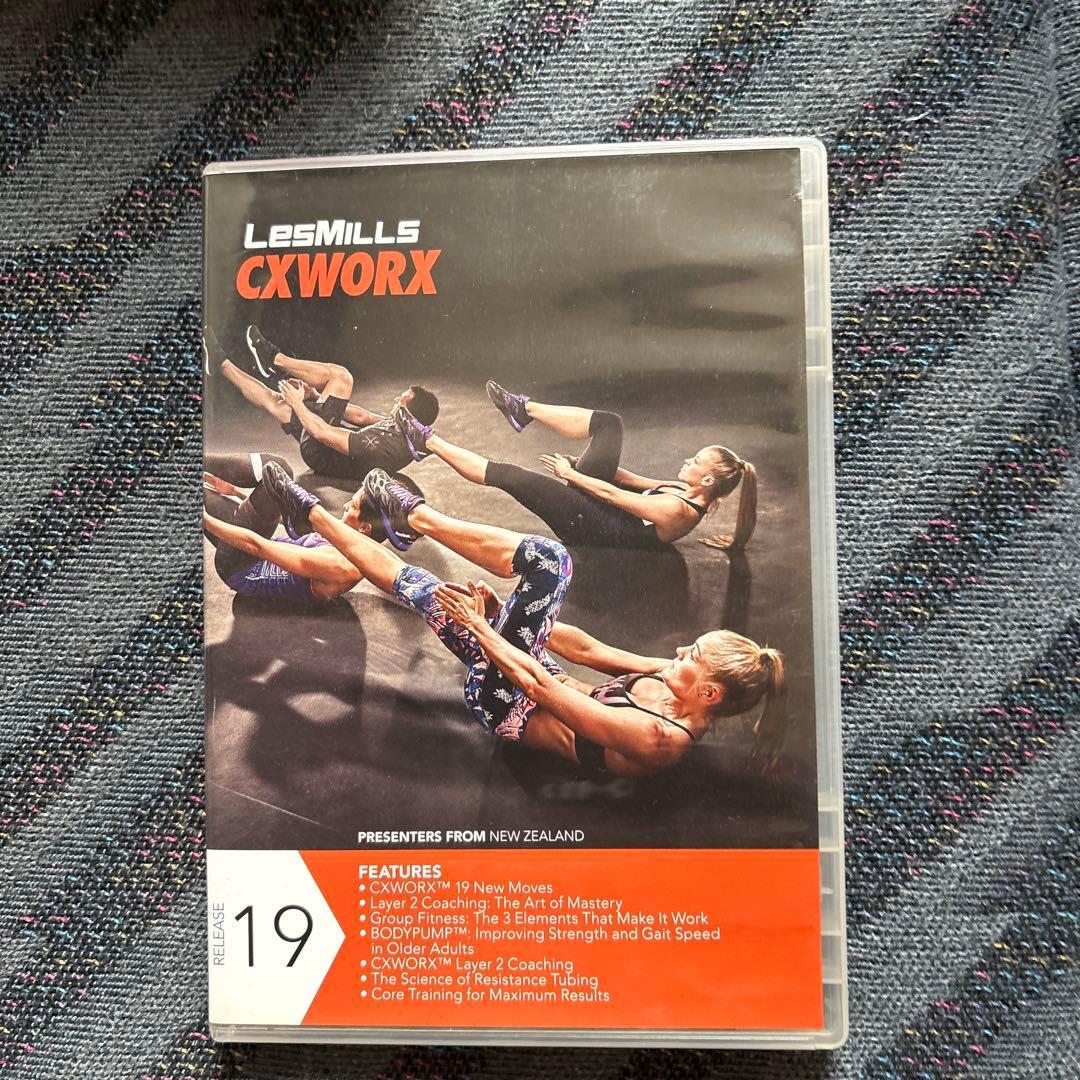 LesMILLS
CXWORX
PRESENTERS FROM NEW ZEALAND
RELEASE
19
FEATURES
• CXWORX™ 19 New Moves
• Layer 2 Coaching: The Art of Mastery
• Group Fitness: The 3 Elements That Make It Work
• BODYPUMP™: Improving Strength and Gait Speed
in Older Adults
• CXWORX™ Layer 2 Coaching
• The Science of Resistance Tubing
• Core Training for Maximum Results